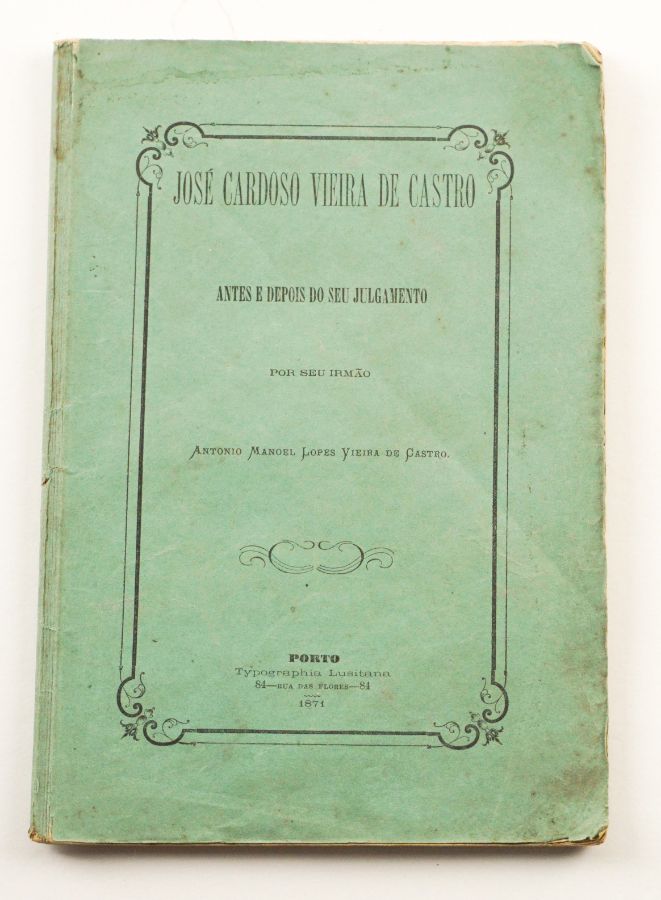 JOSÉ CARDOSO VIEIRA DE CASTRO
ANTES E DEPOIS DO SEU JULGAMENTO
POR SEU IRMÃO
ANTONIO MANOEL LOPES VIEIRA DE CASTRO.
PORTO
Typographia Lusitana
84—RUA DAS FLORES—84
1871